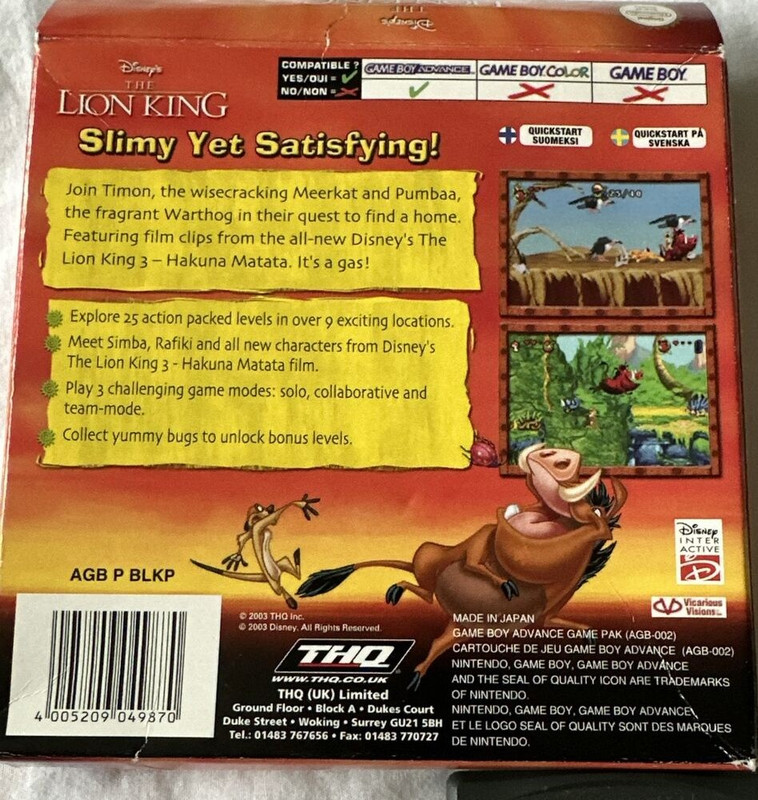 Disney's
COMPATIBLE ?
YES/OUI =
NO/NON =
GAME BOY ADVANCE
GAME BOY COLOR
GAME BOY
Disney's
THE
LION KING
Slimy Yet Satisfying!
QUICKSTART
SUOMEKSI
QUICKSTART PÅ
SVENSKA
Join Timon, the wisecracking Meerkat and Pumbaa,
the fragrant Warthog in their quest to find a home.
Featuring film clips from the all-new Disney's The
Lion King 3 – Hakuna Matata. It's a gas!
25/40
Explore 25 action packed levels in over 9 exciting locations.
Meet Simba, Rafiki and all new characters from Disney's
The Lion King 3 - Hakuna Matata film.
Play 3 challenging game modes: solo, collaborative and
team-mode.
Collect yummy bugs to unlock bonus levels.
AGB P BLKP
4 005209 049870
© 2003 THQ Inc.
© 2003 Disney. All Rights Reserved.
THQ
WWW.THQ.CO.UK
THQ (UK) Limited
Ground Floor • Block A • Dukes Court
Duke Street • Woking • Surrey GU21 5BH
Tel.: 01483 767656 • Fax: 01483 770727
Disney
INTER
ACTIVE
Vicarious
Visions
MADE IN JAPAN
GAME BOY ADVANCE GAME PAK (AGB-002)
CARTOUCHE DE JEU GAME BOY ADVANCE (AGB-002)
NINTENDO, GAME BOY, GAME BOY ADVANCE
AND THE SEAL OF QUALITY ICON ARE TRADEMARKS
OF NINTENDO.
NINTENDO, GAME BOY, GAME BOY ADVANCE
ET LE LOGO SEAL OF QUALITY SONT DES MARQUES
DE NINTENDO.